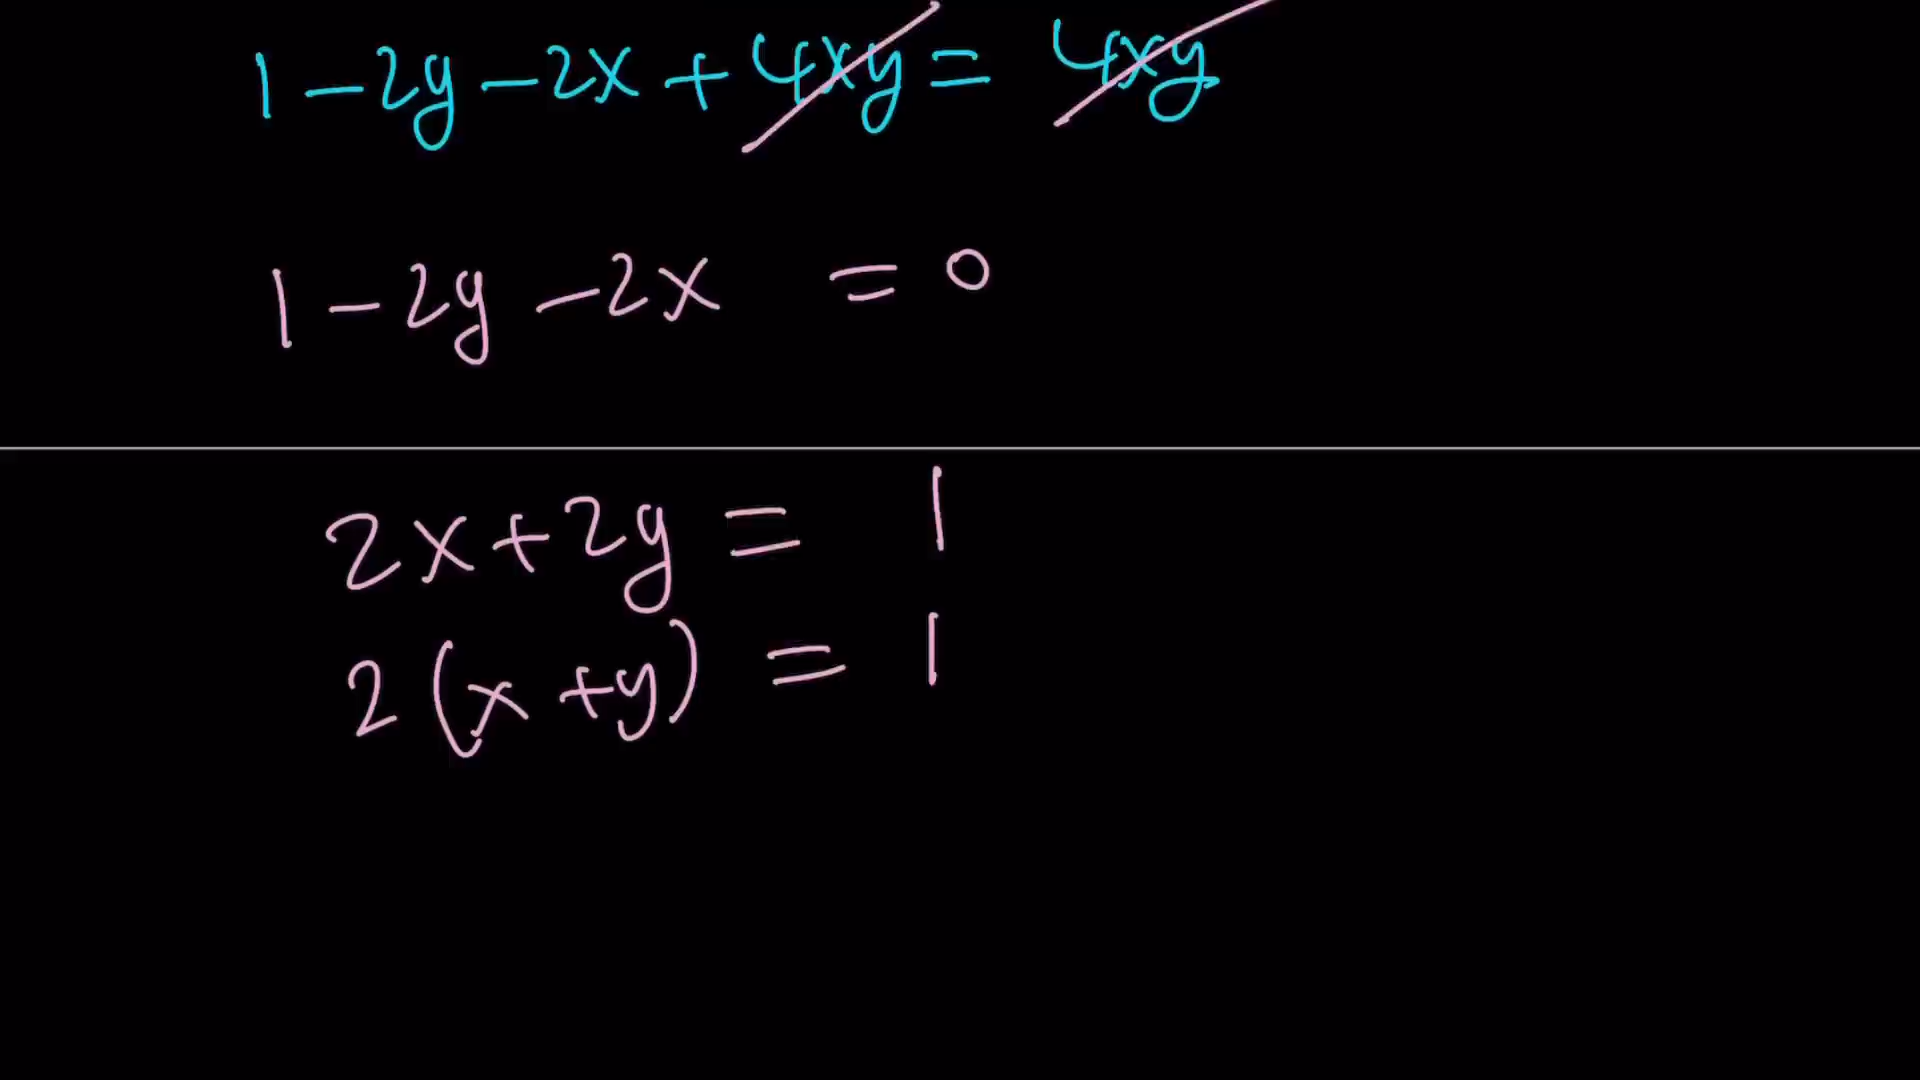 1 - 2y - 2x + 4xy = 4xy
1 - 2y - 2x = 0
2x + 2y = 1
2(x + y) = 1